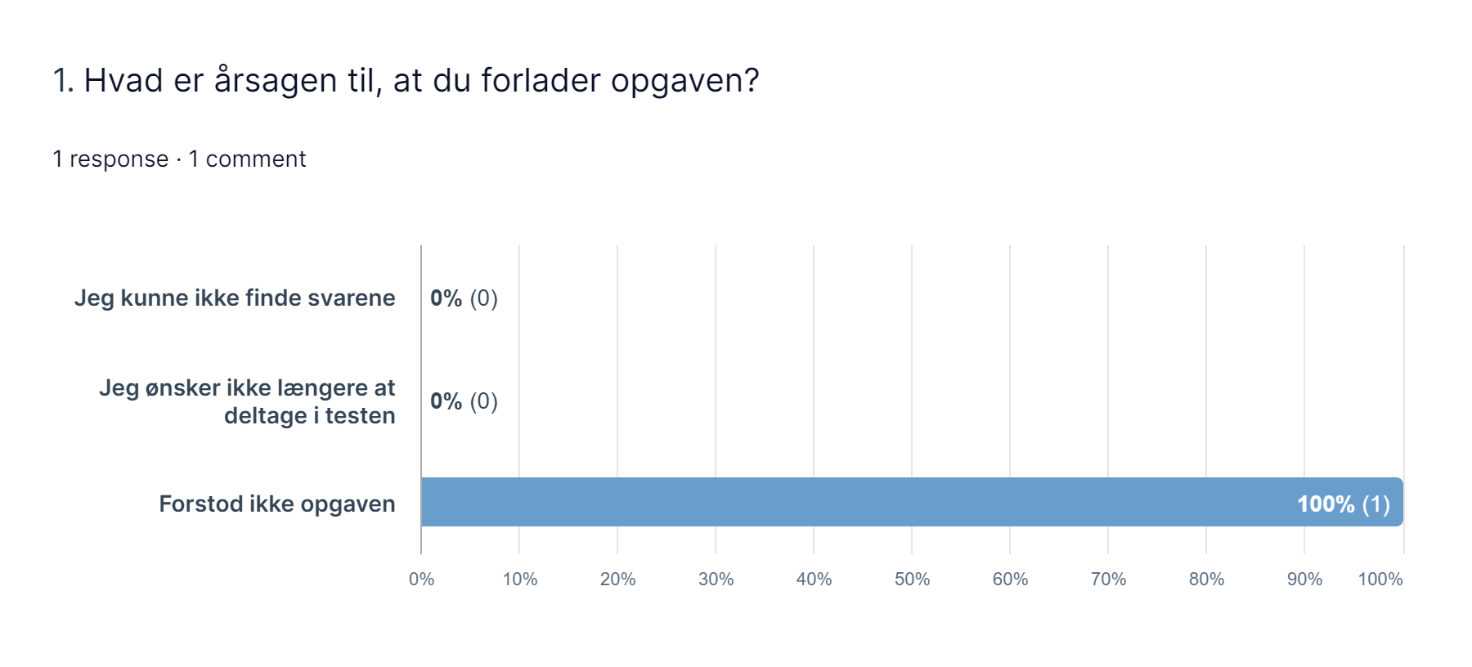 1. Hvad er årsagen til, at du forlader opgaven?
1 response · 1 comment
Jeg kunne ikke finde svarene
0% (0)
Jeg ønsker ikke længere at
deltage i testen
0% (0)
Forstod ikke opgaven
100% (1)
0% 10% 20% 30% 40% 50% 60% 70% 80% 90% 100%